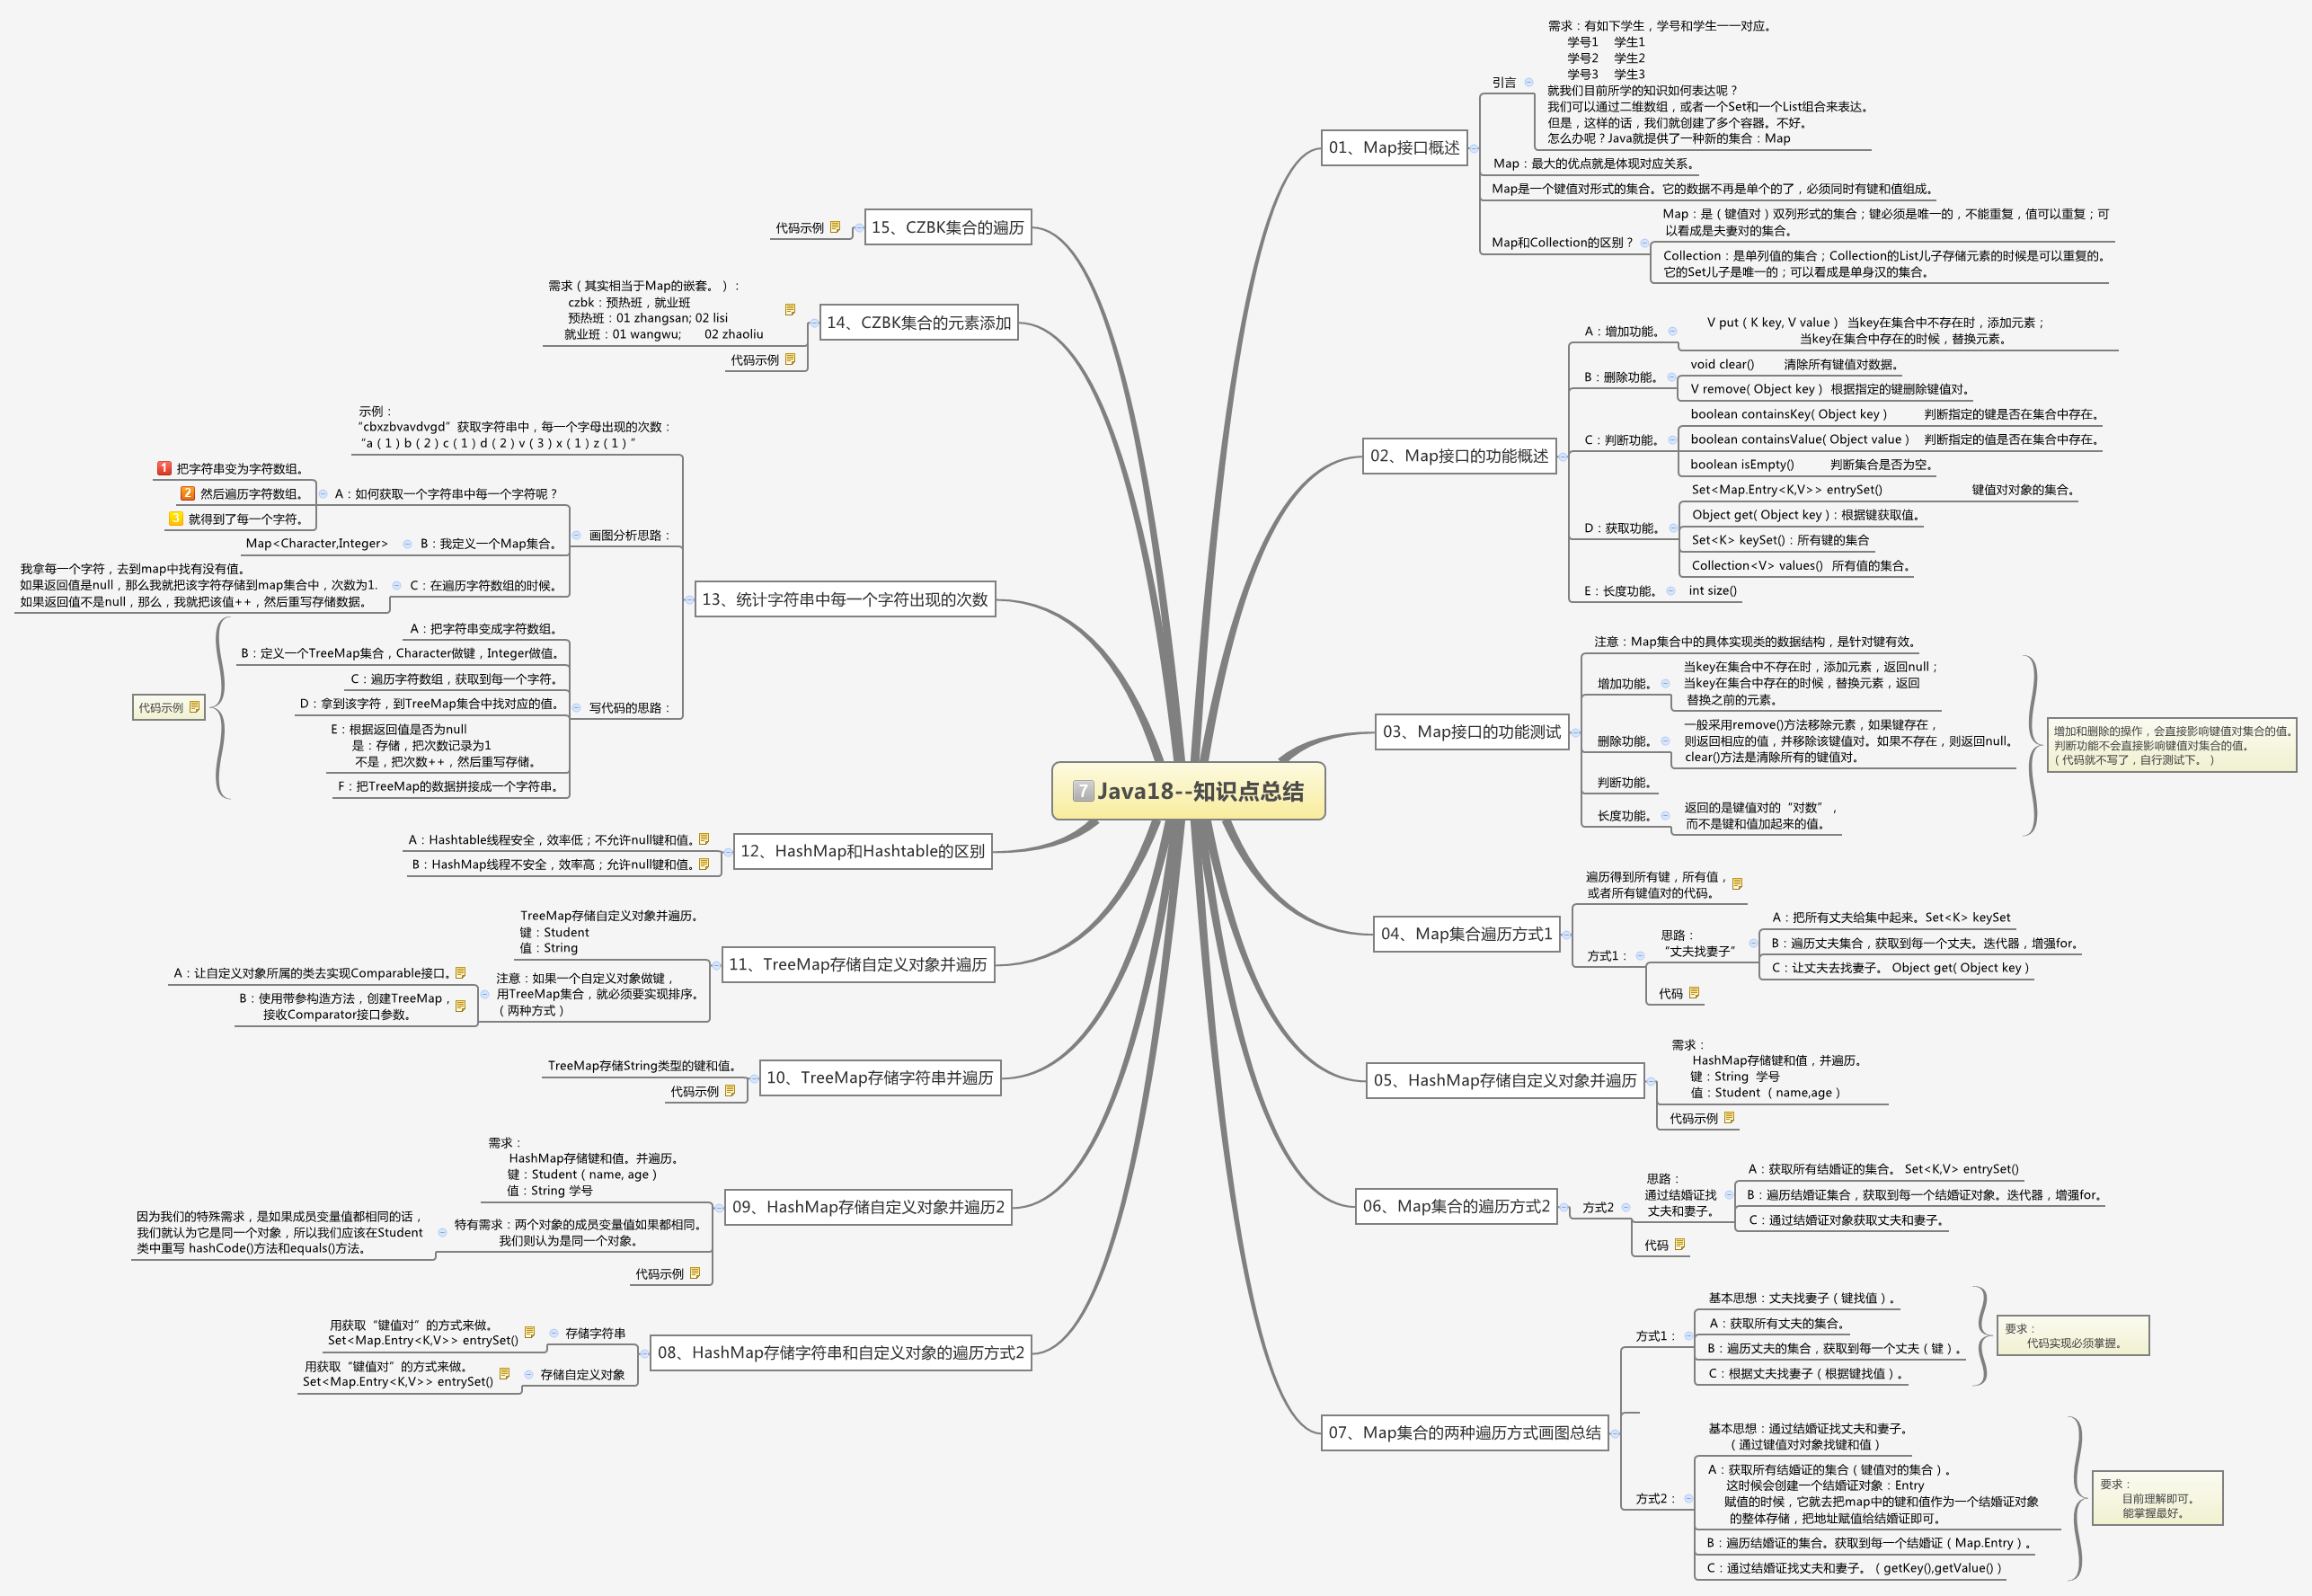 7 Java18--知识点总结
01、Map接口概述
引言
需求：有如下学生，学号和学生一一对应。
学号1 学生1
学号2 学生2
学号3 学生3
就我们目前所学的知识如何表达呢？
我们可以通过二维数组，或者一个Set和一个List组合来表达。
但是，这样的话，我们就创建了多个容器。不好。
怎么办呢？Java就提供了一种新的集合：Map
Map：最大的优点就是体现对应关系。
Map是一个键值对形式的集合。它的数据不再是单个的了，必须同时有键和值组成。
Map和Collection的区别？
Map：是（键值对）双列形式的集合；键必须是唯一的，不能重复，值可以重复；可
以看成是夫妻对的集合。
Collection：是单列值的集合；Collection的List儿子存储元素的时候是可以重复的。
它的Set儿子是唯一的；可以看成是单身汉的集合。
02、Map接口的功能概述
A：增加功能。
V put（K key, V value） 当key在集合中不存在时，添加元素；
当key在集合中存在的时候，替换元素。
B：删除功能。
void clear() 清除所有键值对数据。
V remove( Object key ) 根据指定的键删除键值对。
C：判断功能。
boolean containsKey( Object key ) 判断指定的键是否在集合中存在。
boolean containsValue( Object value ) 判断指定的值是否在集合中存在。
boolean isEmpty() 判断集合是否为空。
D：获取功能。
Set<Map.Entry<K,V>> entrySet() 键值对对象的集合。
Object get( Object key )：根据键获取值。
Set<K> keySet()：所有键的集合
Collection<V> values() 所有值的集合。
E：长度功能。
int size()
03、Map接口的功能测试
注意：Map集合中的具体实现类的数据结构，是针对键有效。
增加功能。
当key在集合中不存在时，添加元素，返回null；
当key在集合中存在的时候，替换元素，返回
替换之前的元素。
删除功能。
一般采用remove()方法移除元素，如果键存在，
则返回相应的值，并移除该键值对。如果不存在，则返回null。
clear()方法是清除所有的键值对。
判断功能。
长度功能。
返回的是键值对的“对数”，
而不是键和值加起来的值。
增加和删除的操作，会直接影响键值对集合的值。
判断功能不会直接影响键值对集合的值。
（代码就不写了，自行测试下。）
04、Map集合遍历方式1
遍历得到所有键，所有值，
或者所有键值对的代码。
方式1：
思路：
“丈夫找妻子”
A：把所有丈夫给集中起来。Set<K> keySet
B：遍历丈夫集合，获取到每一个丈夫。迭代器，增强for。
C：让丈夫去找妻子。 Object get( Object key )
代码
05、HashMap存储自定义对象并遍历
需求：
HashMap存储键和值，并遍历。
键：String 学号
值：Student （name,age）
代码示例
06、Map集合的遍历方式2
方式2
思路：
通过结婚证找
丈夫和妻子。
A：获取所有结婚证的集合。 Set<K,V> entrySet()
B：遍历结婚证集合，获取到每一个结婚证对象。迭代器，增强for。
C：通过结婚证对象获取丈夫和妻子。
代码
07、Map集合的两种遍历方式画图总结
方式1：
基本思想：丈夫找妻子（键找值）。
A：获取所有丈夫的集合。
B：遍历丈夫的集合，获取到每一个丈夫（键）。
C：根据丈夫找妻子（根据键找值）。
要求：
代码实现必须掌握。
方式2：
基本思想：通过结婚证找丈夫和妻子。
（通过键值对对象找键和值）
A：获取所有结婚证的集合（键值对的集合）。
这时候会创建一个结婚证对象：Entry
赋值的时候，它就去把map中的键和值作为一个结婚证对象
的整体存储，把地址赋值给结婚证即可。
B：遍历结婚证的集合。获取到每一个结婚证（Map.Entry）。
C：通过结婚证找丈夫和妻子。（getKey(),getValue()）
要求：
目前理解即可。
能掌握最好。
15、CZBK集合的遍历
代码示例
14、CZBK集合的元素添加
需求（其实相当于Map的嵌套。）：
czbk：预热班，就业班
预热班：01 zhangsan; 02 lisi
就业班：01 wangwu; 02 zhaoliu
代码示例
13、统计字符串中每一个字符出现的次数
示例：
“cbxzbvavdvgd”获取字符串中，每一个字母出现的次数：
“a（1）b（2）c（1）d（2）v（3）x（1）z（1）”
画图分析思路：
A：如何获取一个字符串中每一个字符呢？
1 把字符串变为字符数组。
2 然后遍历字符数组。
3 就得到了每一个字符。
B：我定义一个Map集合。
Map<Character,Integer>
C：在遍历字符数组的时候。
我拿每一个字符，去到map中找有没有值。
如果返回值是null，那么我就把该字符存储到map集合中，次数为1.
如果返回值不是null，那么，我就把该值++，然后重写存储数据。
写代码的思路：
A：把字符串变成字符数组。
B：定义一个TreeMap集合，Character做键，Integer做值。
C：遍历字符数组，获取到每一个字符。
D：拿到该字符，到TreeMap集合中找对应的值。
E：根据返回值是否为null
是：存储，把次数记录为1
不是，把次数++，然后重写存储。
F：把TreeMap的数据拼接成一个字符串。
代码示例
12、HashMap和Hashtable的区别
A：Hashtable线程安全，效率低；不允许null键和值。
B：HashMap线程不安全，效率高；允许null键和值。
11、TreeMap存储自定义对象并遍历
TreeMap存储自定义对象并遍历。
键：Student
值：String
注意：如果一个自定义对象做键，
用TreeMap集合，就必须要实现排序。
（两种方式）
A：让自定义对象所属的类去实现Comparable接口。
B：使用带参构造方法，创建TreeMap，
接收Comparator接口参数。
10、TreeMap存储字符串并遍历
TreeMap存储String类型的键和值。
代码示例
09、HashMap存储自定义对象并遍历2
需求：
HashMap存储键和值。并遍历。
键：Student（name, age）
值：String 学号
特有需求：两个对象的成员变量值如果都相同。
我们则认为是同一个对象。
因为我们的特殊需求，是如果成员变量值都相同的话，
我们就认为它是同一个对象，所以我们应该在Student
类中重写 hashCode()方法和equals()方法。
代码示例
08、HashMap存储字符串和自定义对象的遍历方式2
存储字符串
用获取“键值对”的方式来做。
Set<Map.Entry<K,V>> entrySet()
存储自定义对象
用获取“键值对”的方式来做。
Set<Map.Entry<K,V>> entrySet()